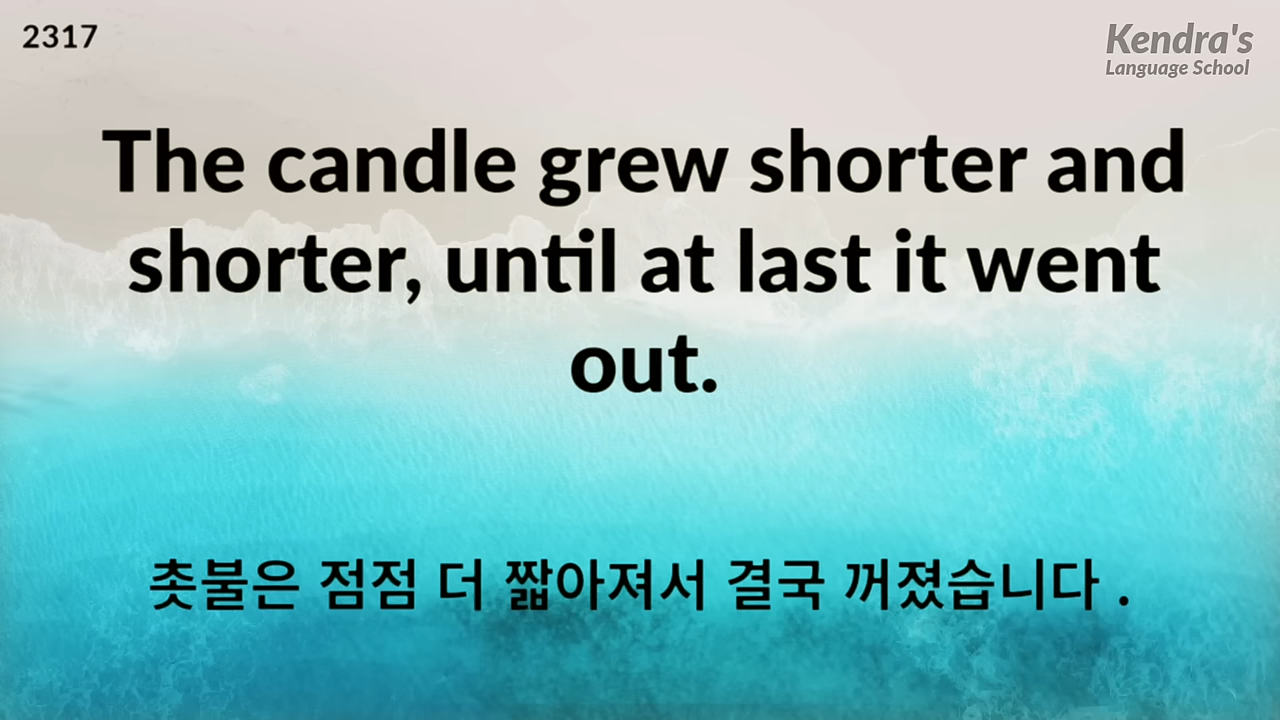 2317
Kendra's
Language School
The candle grew shorter and
shorter, until at last it went
out.
촛불은 점점 더 짧아져서 결국 꺼졌습니다 .